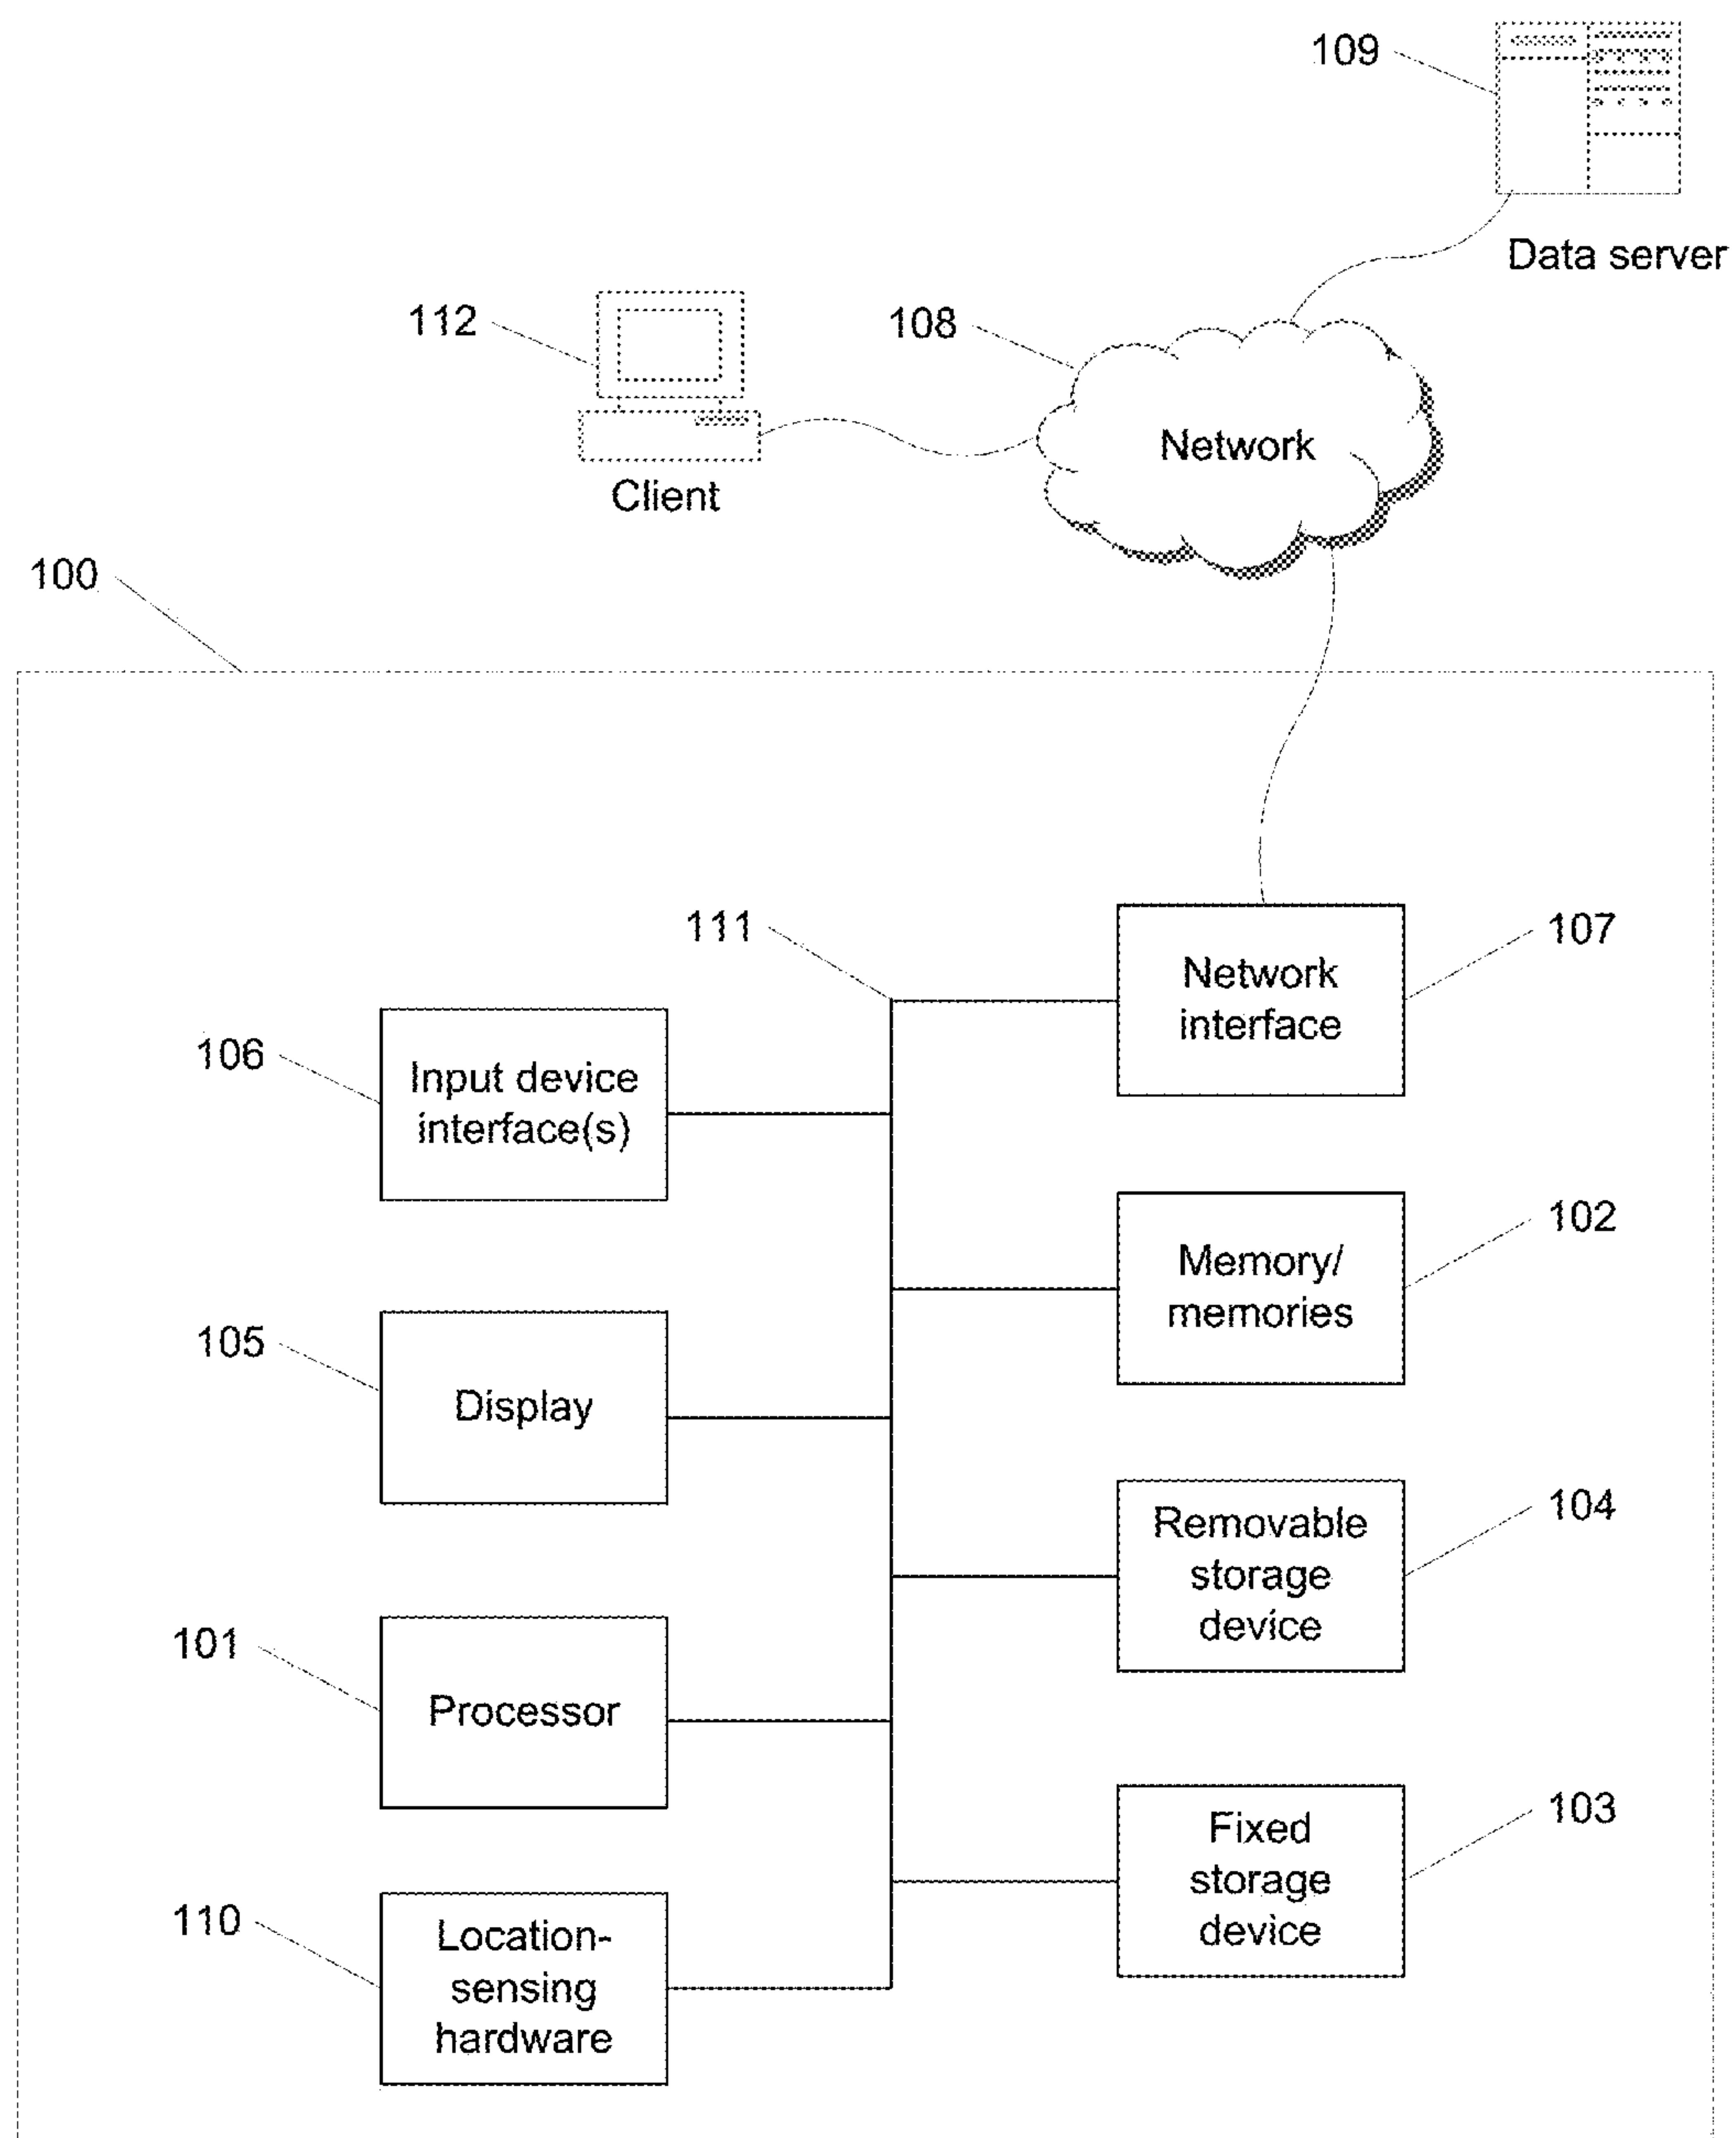 109
Data server
112
108
Network
Client
100
111
107
Network
interface
106
Input device
interface(s)
102
Memory/
memories
105
Display
104
Removable
storage
device
101
Processor
103
Fixed
storage
device
110
Location-
sensing
hardware